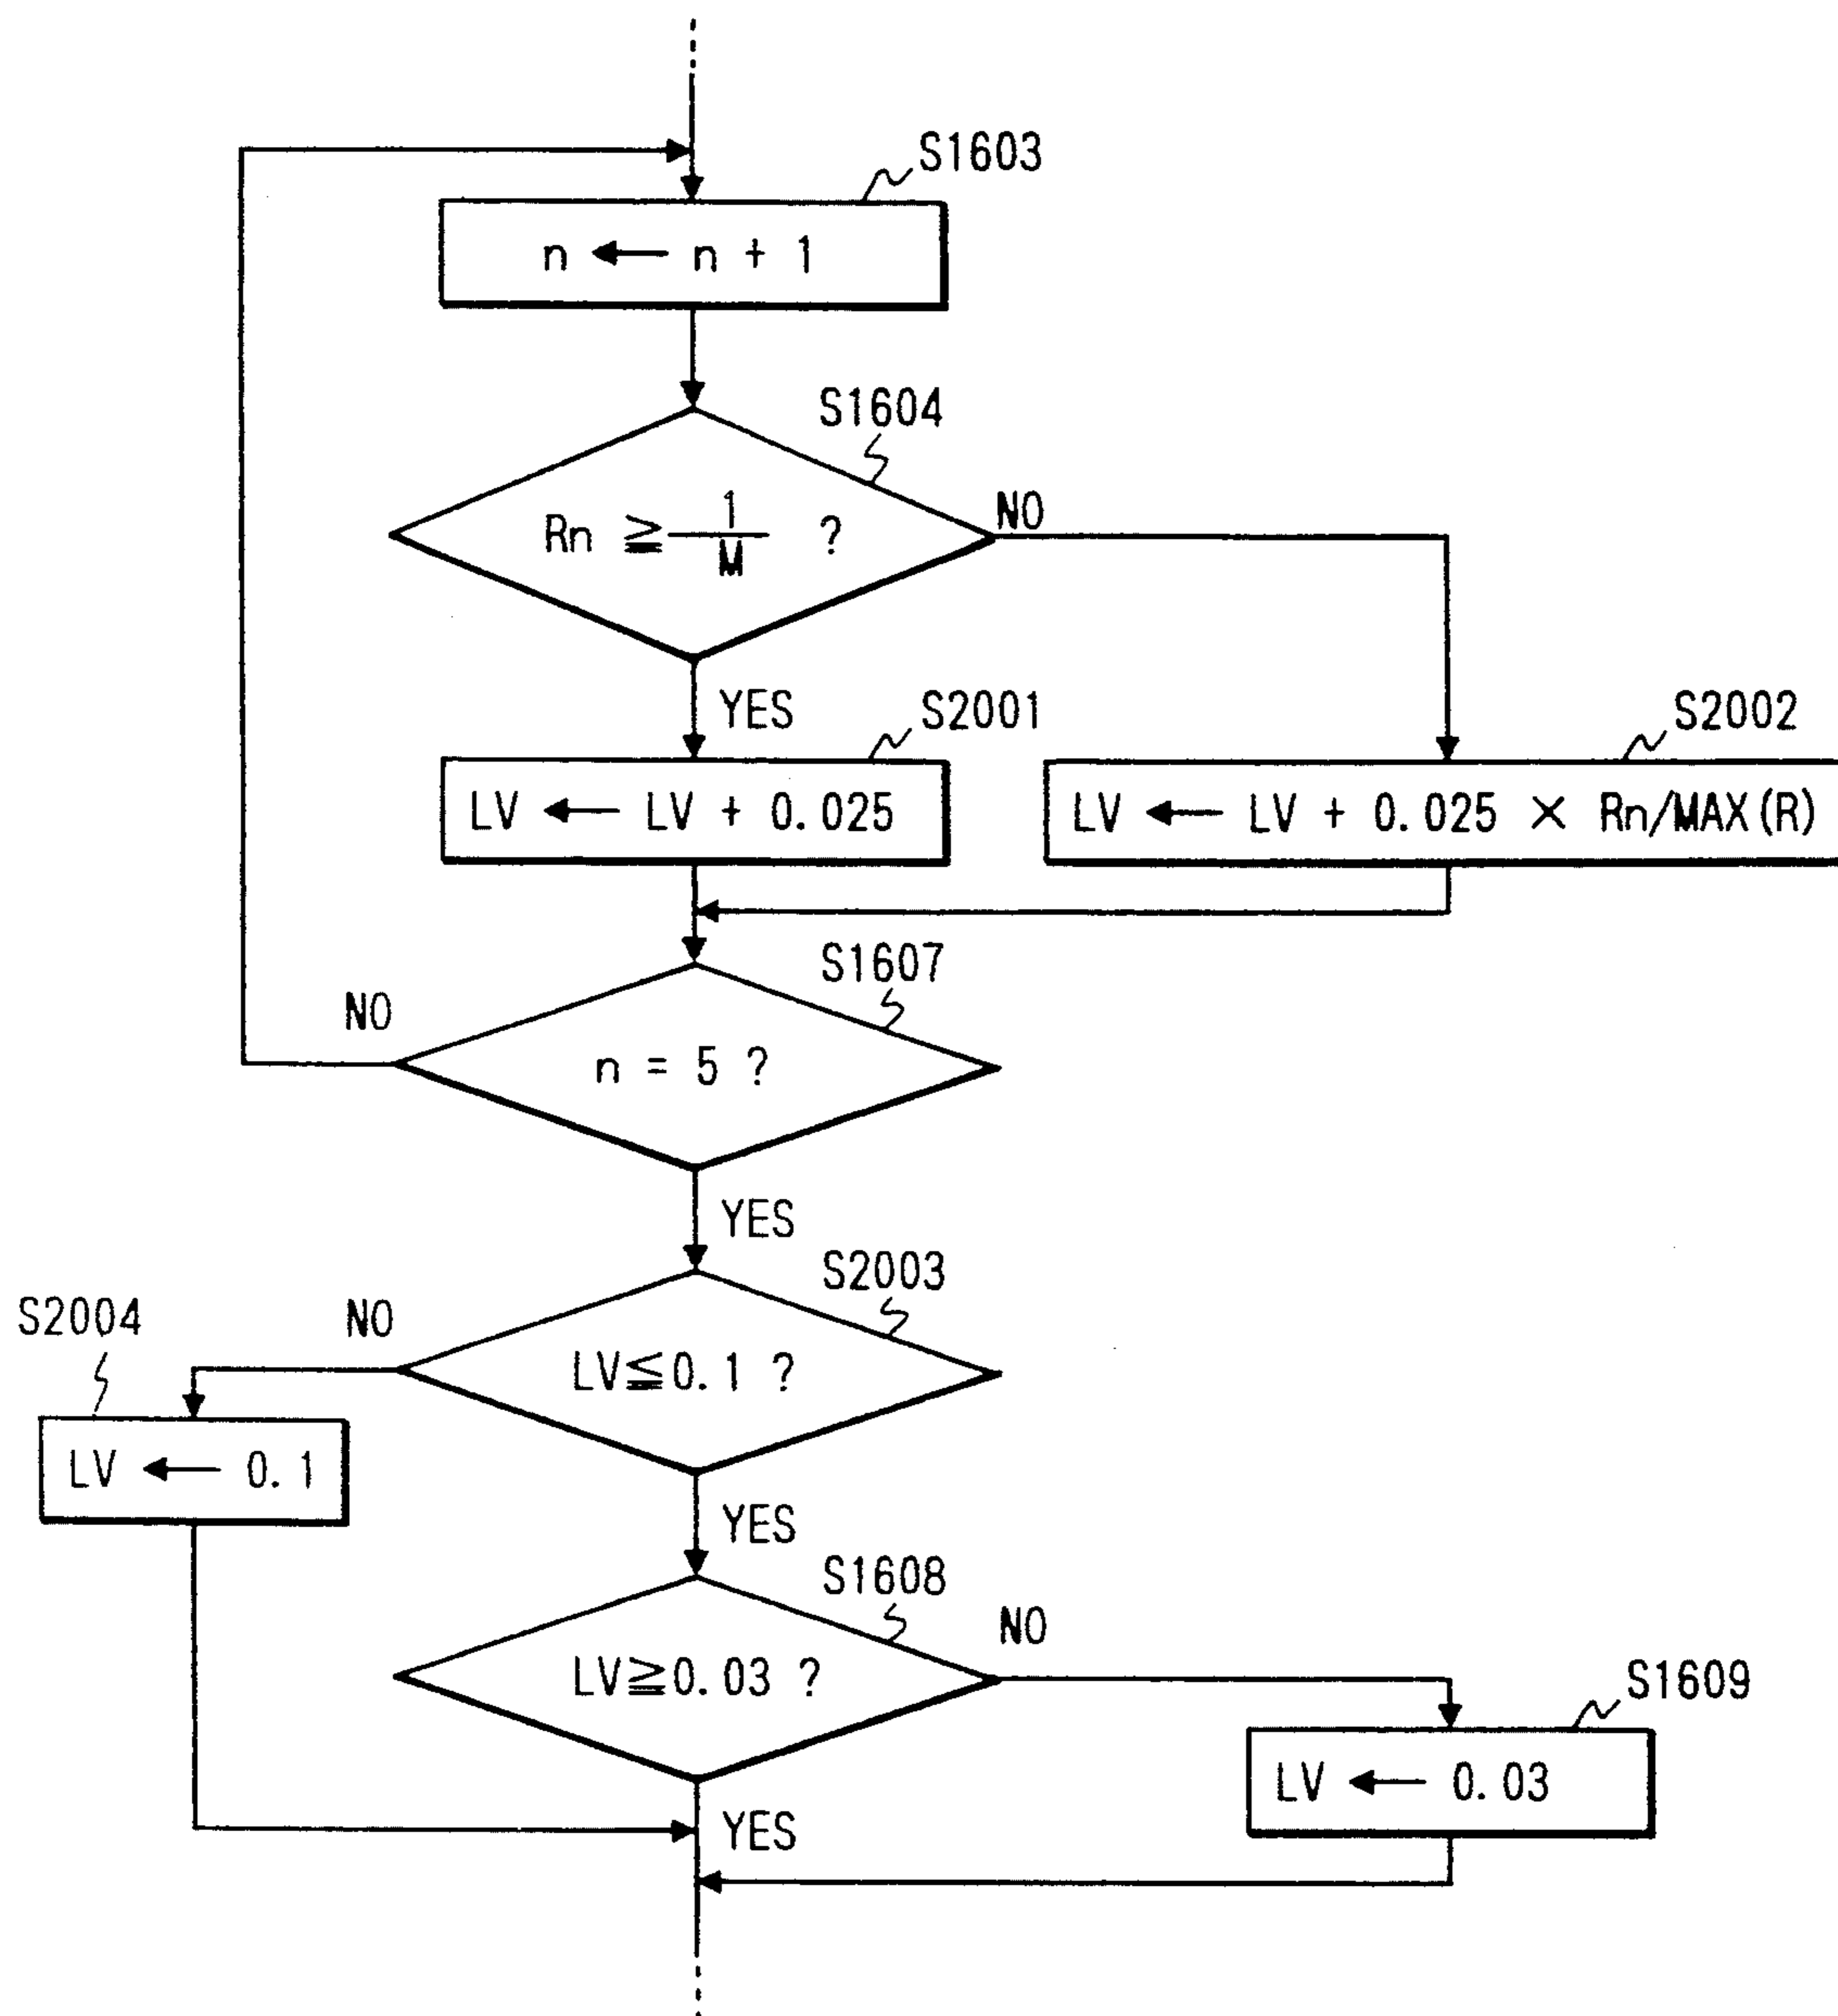 S1603
n ← n + 1
S1604
Rn ≧ 1/M ?
NO
YES
S2001
S2002
LV ← LV + 0.025
LV ← LV + 0.025 × Rn/MAX(R)
S1607
NO
n = 5 ?
YES
S2003
S2004
NO
LV≦0.1 ?
LV ← 0.1
YES
S1608
NO
LV≧0.03 ?
S1609
LV ← 0.03
YES